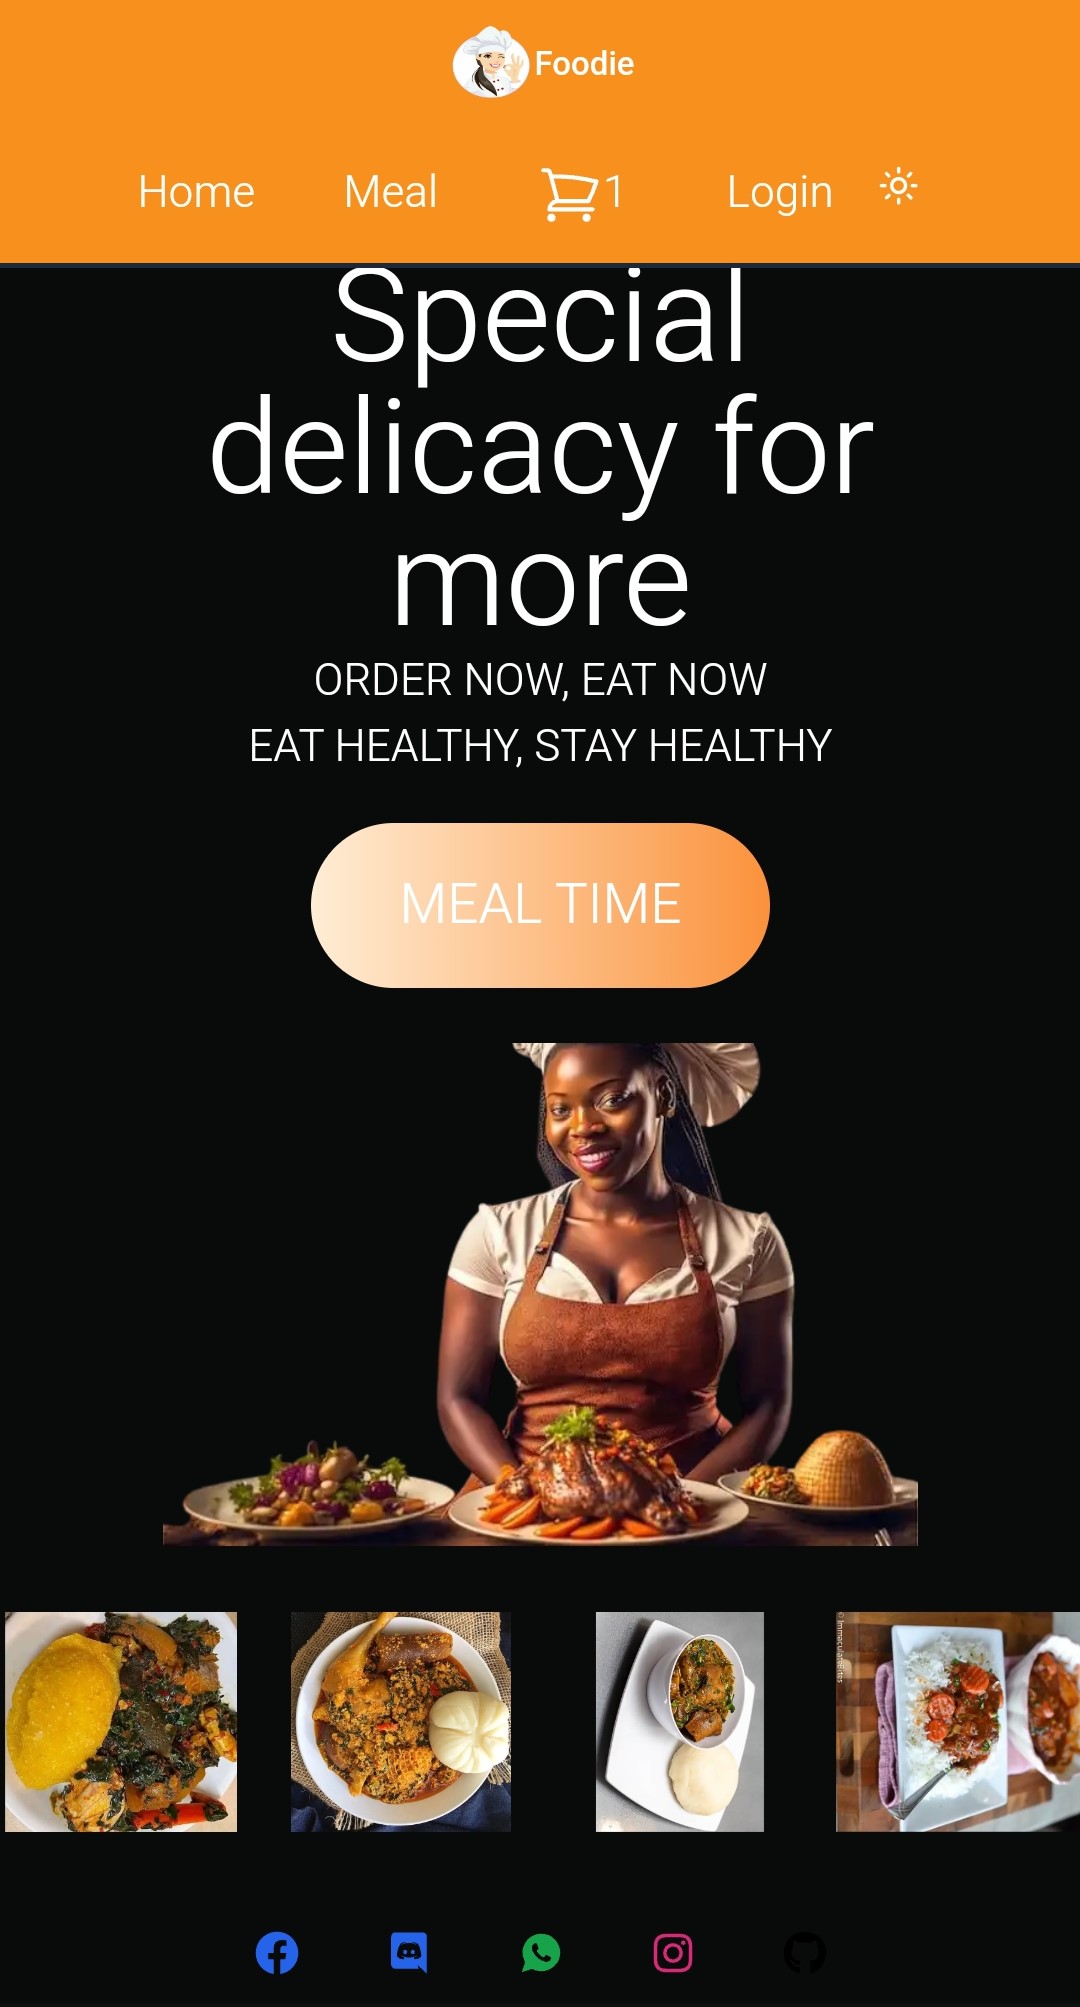 Foodie
Home Meal 1 Login
Special
delicacy for
more
ORDER NOW, EAT NOW
EAT HEALTHY, STAY HEALTHY
MEAL TIME